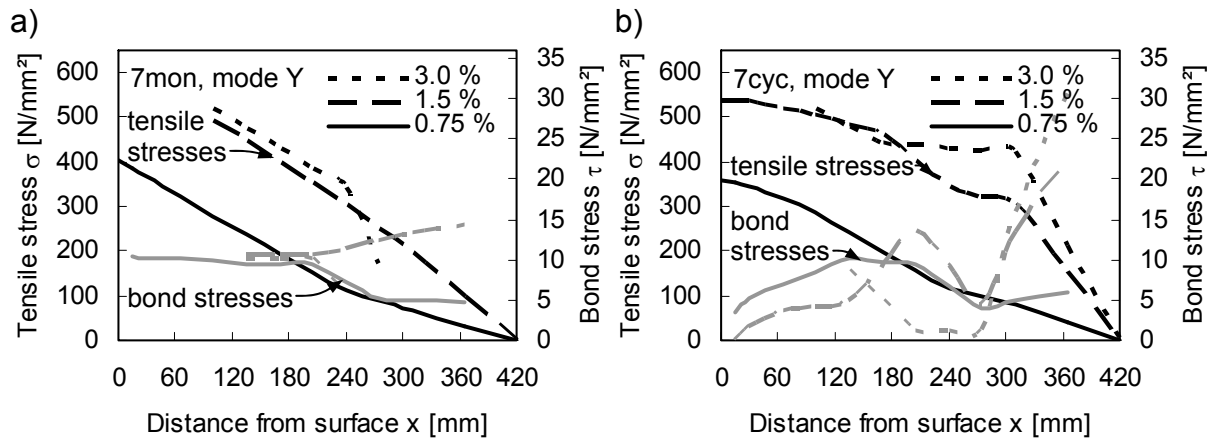 a)
7mon, mode Y
3.0 %
1.5 %
0.75 %
tensile
stresses
bond stresses
Tensile stress σ [N/mm²]
600
500
400
300
200
100
0
Bond stress τ [N/mm²]
35
30
25
20
15
10
5
0
0 60 120 180 240 300 360 420
Distance from surface x [mm]
b)
7cyc, mode Y
3.0 %
1.5 %
0.75 %
tensile stresses
bond
stresses
Tensile stress σ [N/mm²]
600
500
400
300
200
100
0
Bond stress τ [N/mm²]
35
30
25
20
15
10
5
0
0 60 120 180 240 300 360 420
Distance from surface x [mm]